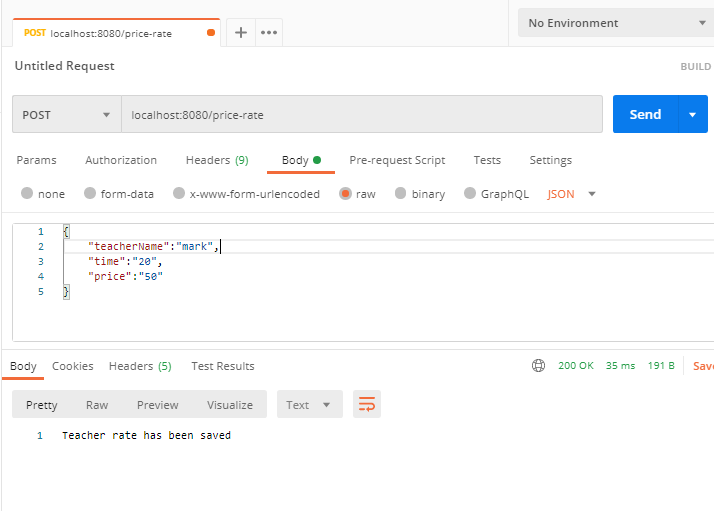 POST localhost:8080/price-rate + ••• No Environment
Untitled Request BUILD
POST localhost:8080/price-rate Send
Params Authorization Headers (9) Body Pre-request Script Tests Settings
none form-data x-www-form-urlencoded raw binary GraphQL JSON
1 {
2 "teacherName":"mark",
3 "time":"20",
4 "price":"50"
5 }
Body Cookies Headers (5) Test Results 200 OK 35 ms 191 B Save
Pretty Raw Preview Visualize Text
1 Teacher rate has been saved